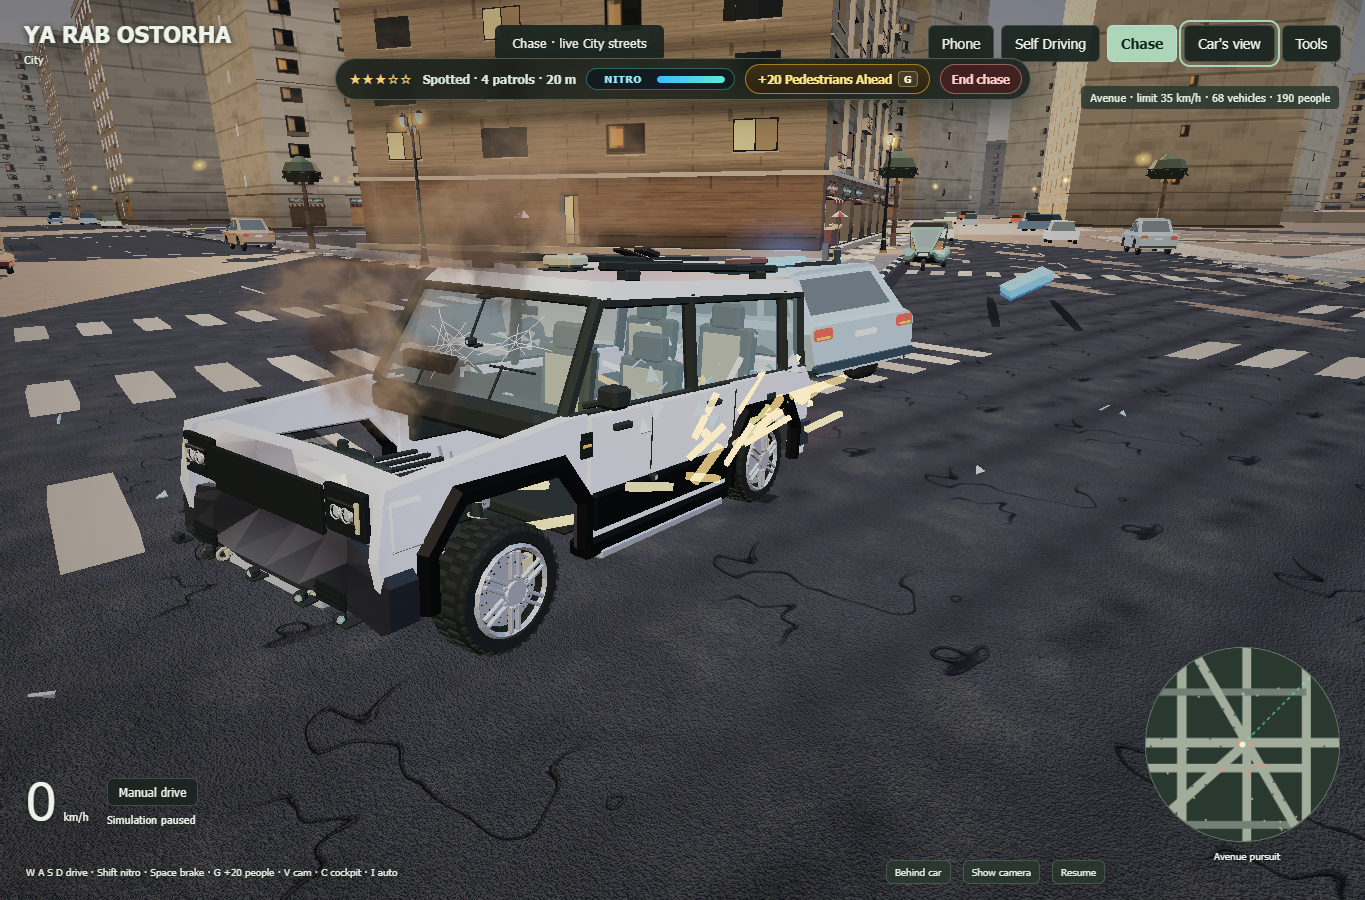 YA RAB OSTORHA
City
Chase · live City streets
Phone
Self Driving
Chase
Car's view
Tools
★★★☆☆ Spotted · 4 patrols · 20 m
NITRO
+20 Pedestrians Ahead G
End chase
Avenue · limit 35 km/h · 68 vehicles · 190 people
0 km/h
Manual drive
Simulation paused
W A S D drive · Shift nitro · Space brake · G +20 people · V cam · C cockpit · I auto
Behind car
Show camera
Resume
Avenue pursuit